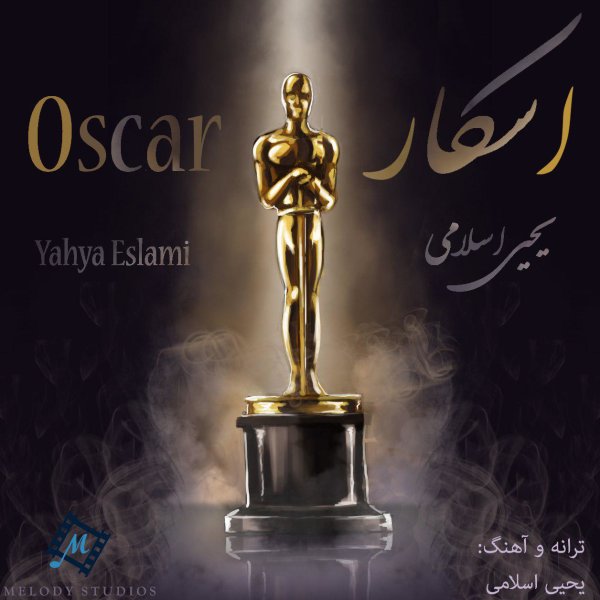 Oscar
اسکار
Yahya Eslami
یحیی اسلامی
ترانه و آهنگ:
یحیی اسلامی
M
MELODY STUDIOS